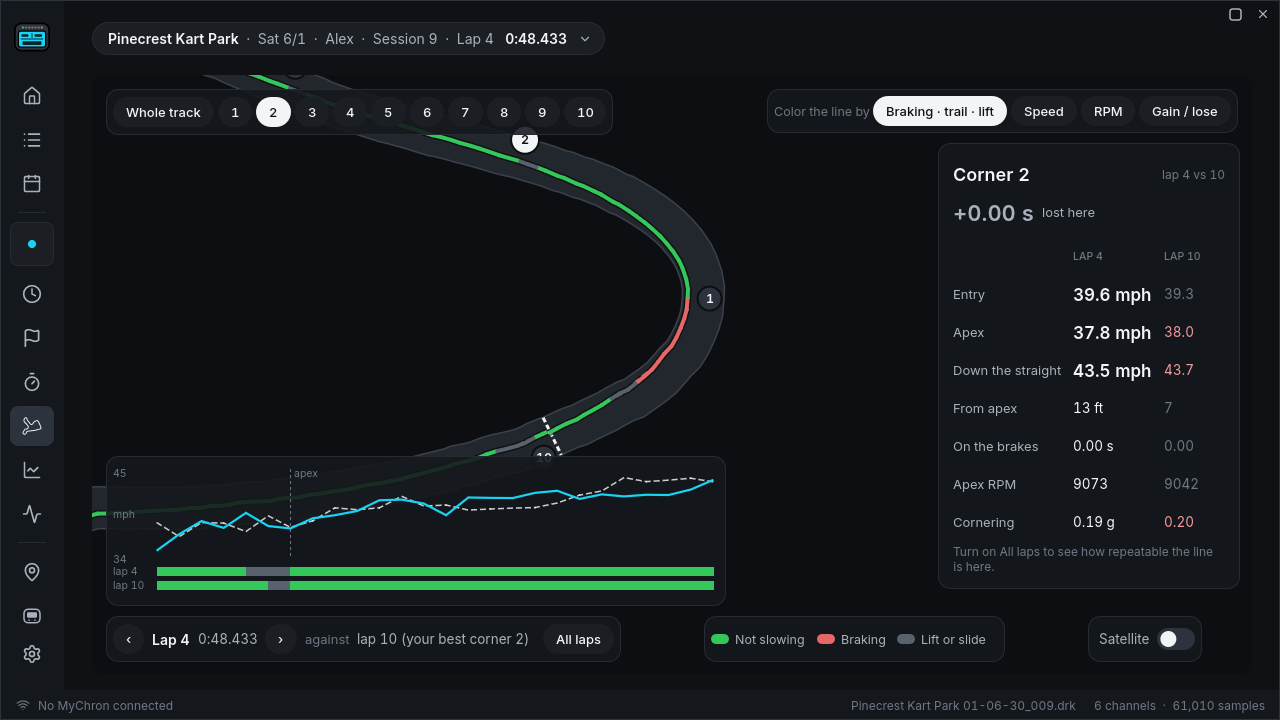 Pinecrest Kart Park · Sat 6/1 · Alex · Session 9 · Lap 4 0:48.433
Whole track 1 2 3 4 5 6 7 8 9 10
Color the line by Braking · trail · lift Speed RPM Gain / lose
2
1
10
Corner 2 lap 4 vs 10
+0.00 s lost here
LAP 4 LAP 10
Entry 39.6 mph 39.3
Apex 37.8 mph 38.0
Down the straight 43.5 mph 43.7
From apex 13 ft 7
On the brakes 0.00 s 0.00
Apex RPM 9073 9042
Cornering 0.19 g 0.20
Turn on All laps to see how repeatable the line
is here.
45 apex
mph
34
lap 4
lap 10
‹ Lap 4 0:48.433 › against lap 10 (your best corner 2) All laps
Not slowing Braking Lift or slide
Satellite
No MyChron connected
Pinecrest Kart Park 01-06-30_009.drk 6 channels · 61,010 samples